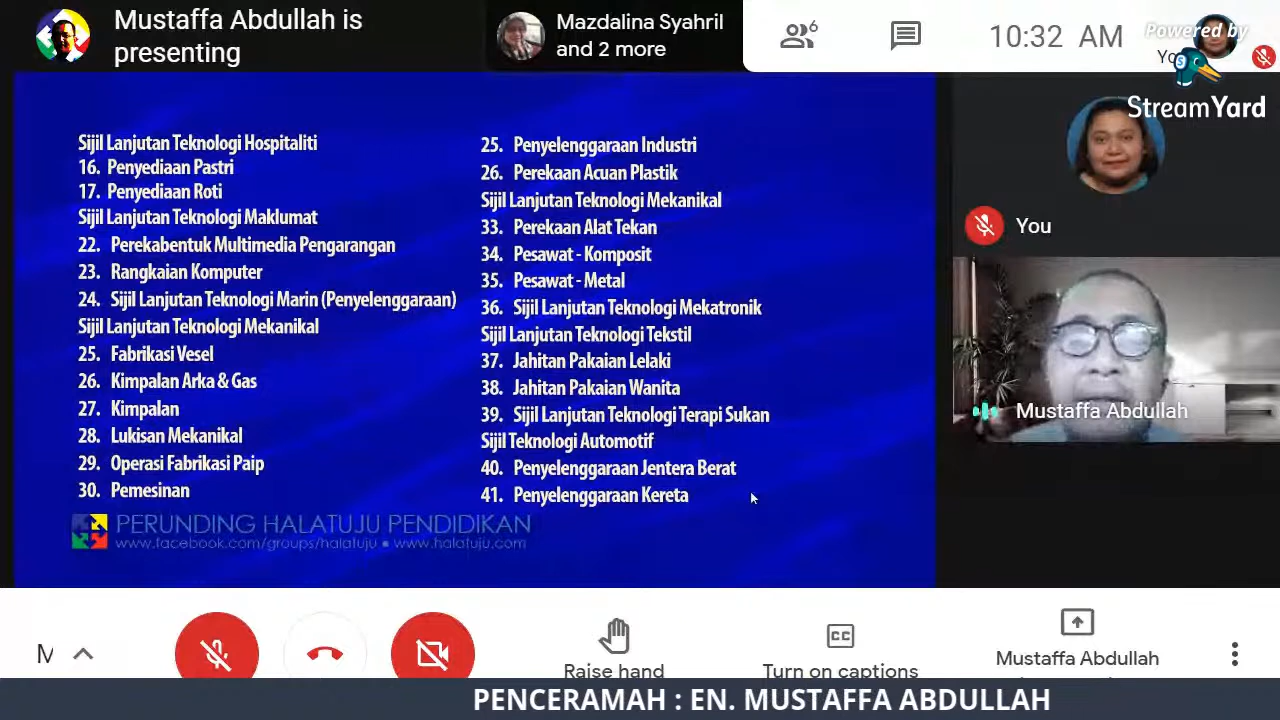 Mustaffa Abdullah is
presenting
Mazdalina Syahril
and 2 more
6
10:32 AM
Powered by
StreamYard
Sijil Lanjutan Teknologi Hospitaliti
16. Penyediaan Pastri
17. Penyediaan Roti
Sijil Lanjutan Teknologi Maklumat
22. Perekabentuk Multimedia Pengarangan
23. Rangkaian Komputer
24. Sijil Lanjutan Teknologi Marin (Penyelenggaraan)
Sijil Lanjutan Teknologi Mekanikal
25. Fabrikasi Vesel
26. Kimpalan Arka & Gas
27. Kimpalan
28. Lukisan Mekanikal
29. Operasi Fabrikasi Paip
30. Pemesinan
25. Penyelenggaraan Industri
26. Perekaan Acuan Plastik
Sijil Lanjutan Teknologi Mekanikal
33. Perekaan Alat Tekan
34. Pesawat - Komposit
35. Pesawat - Metal
36. Sijil Lanjutan Teknologi Mekatronik
Sijil Lanjutan Teknologi Tekstil
37. Jahitan Pakaian Lelaki
38. Jahitan Pakaian Wanita
39. Sijil Lanjutan Teknologi Terapi Sukan
Sijil Teknologi Automotif
40. Penyelenggaraan Jentera Berat
41. Penyelenggaraan Kereta
PERUNDING HALATUJU PENDIDIKAN
www.facebook.com/groups/halatuju • www.halatuju.com
You
Mustaffa Abdullah
Raise hand
CC
Turn on captions
Mustaffa Abdullah
PENCERAMAH : EN. MUSTAFFA ABDULLAH